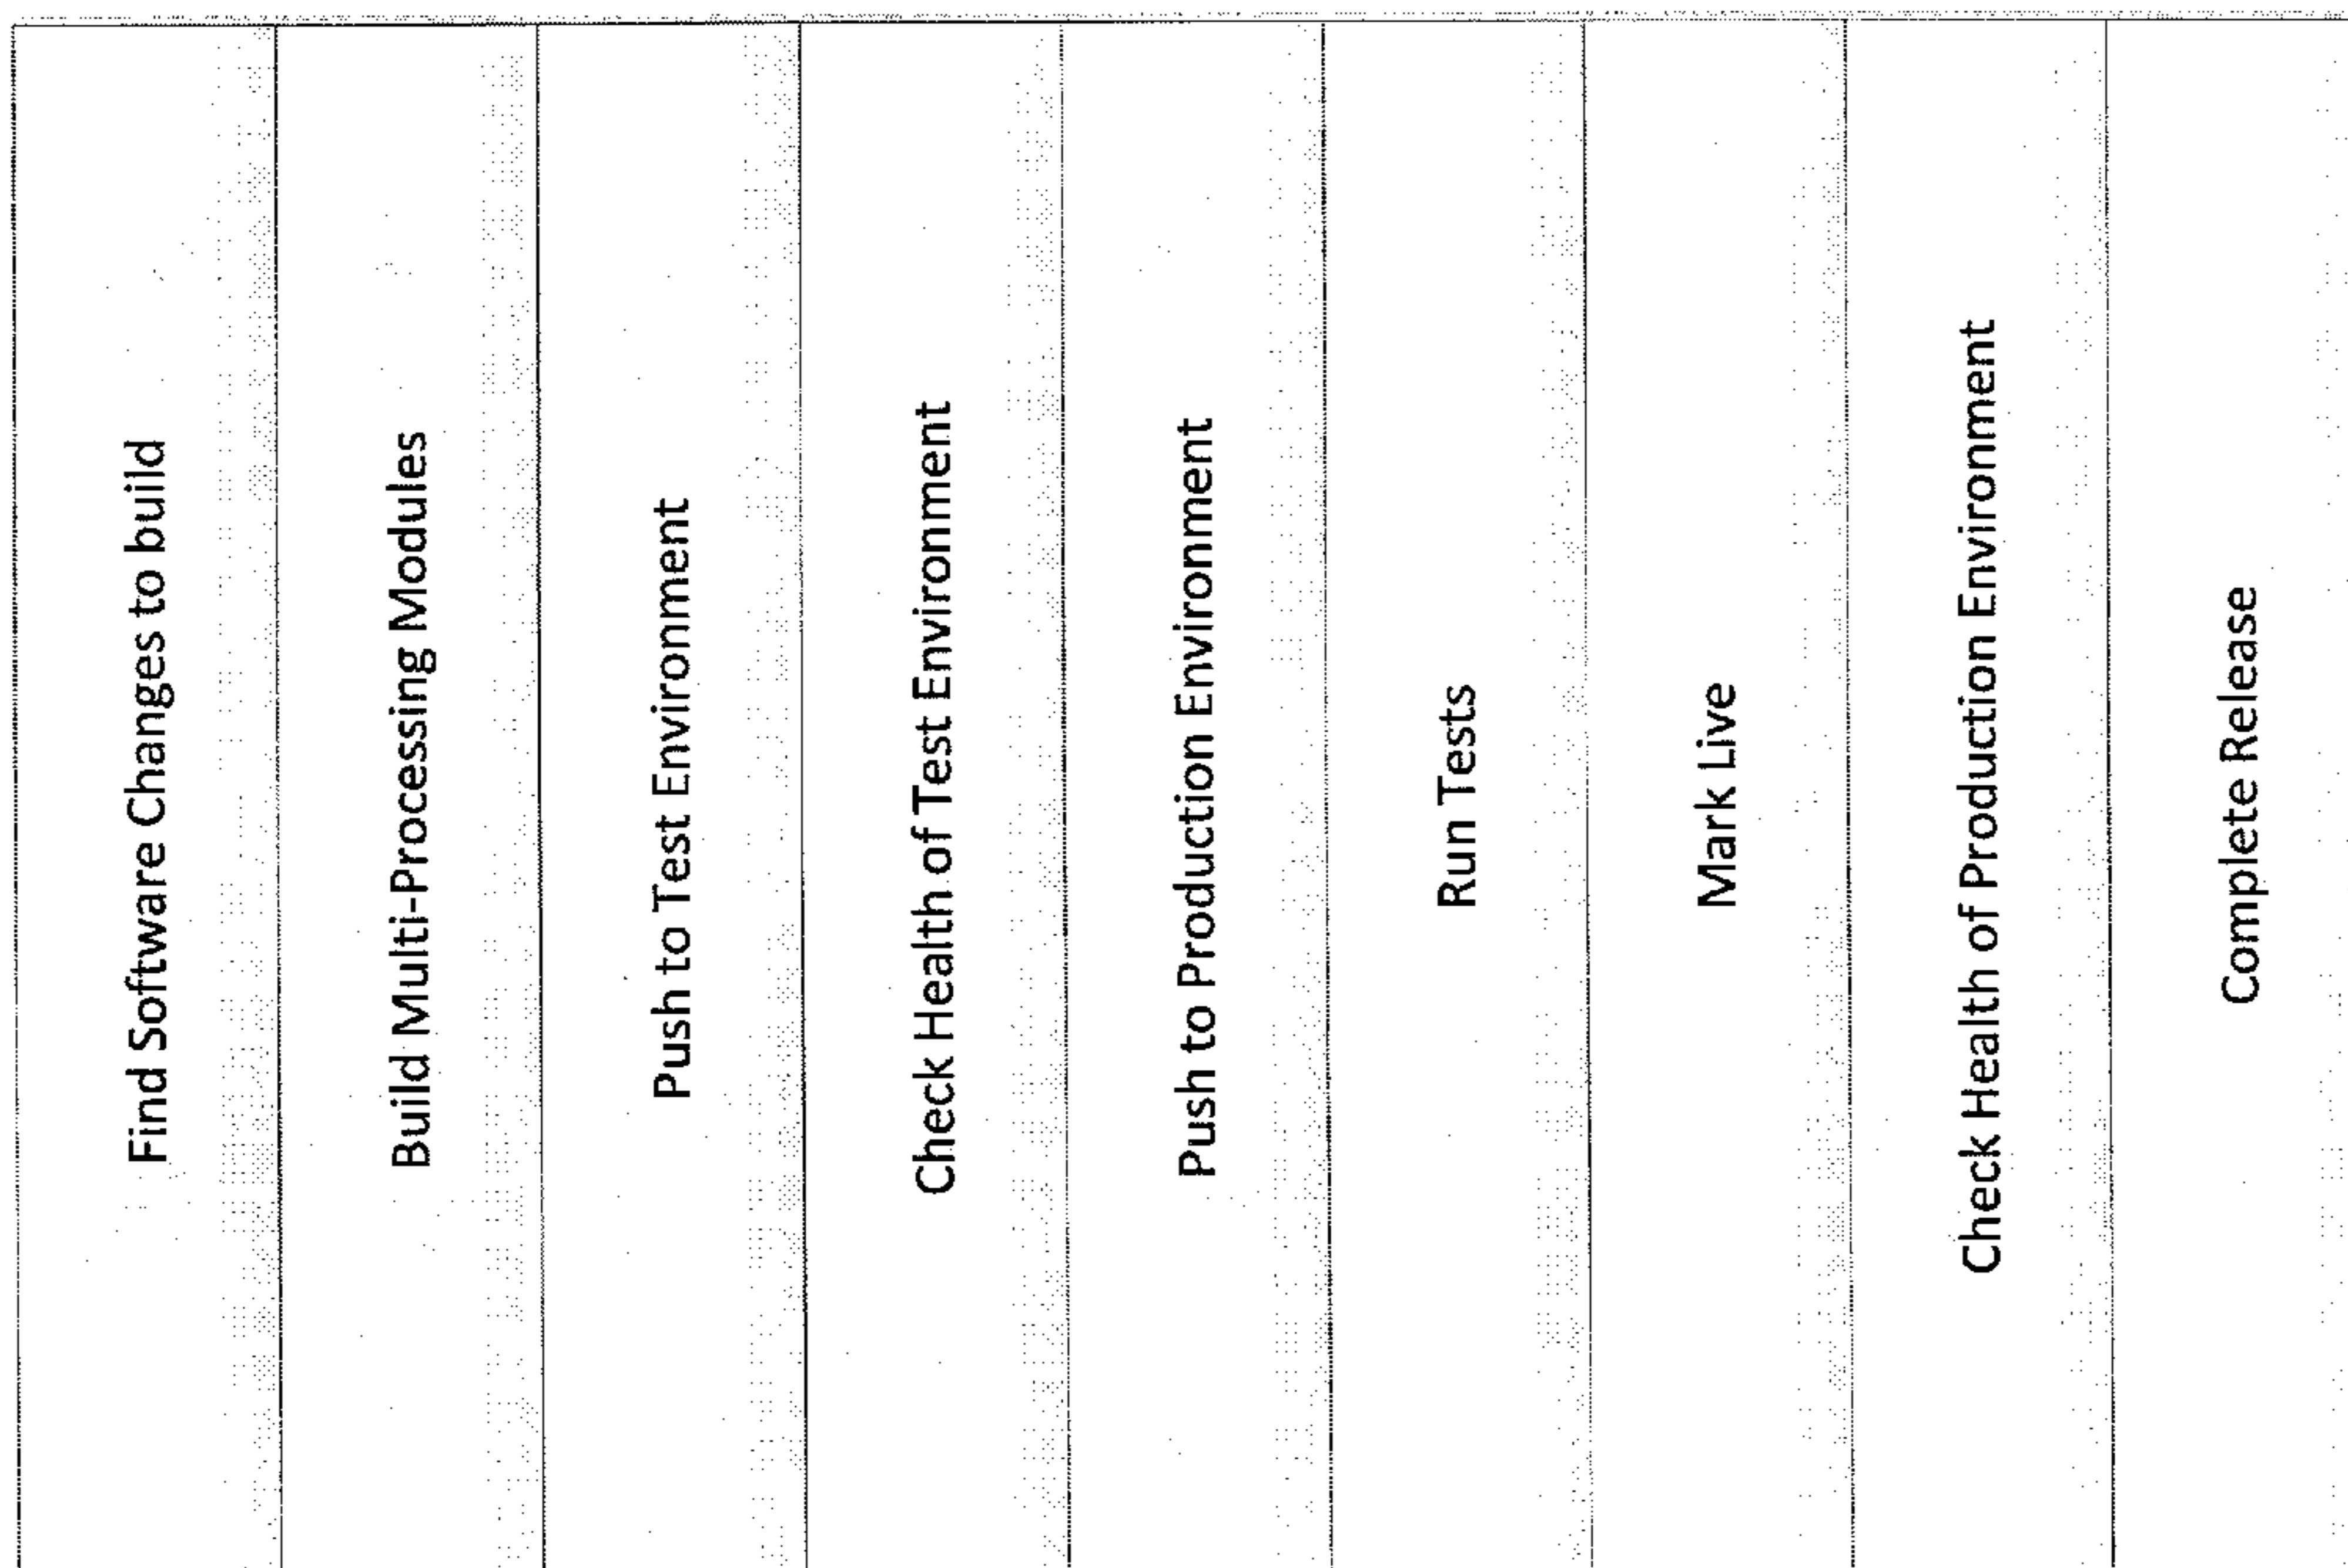 Find Software Changes to build
Build Multi-Processing Modules
Push to Test Environment
Check Health of Test Environment
Push to Production Environment
Run Tests
Mark Live
Check Health of Production Environment
Complete Release